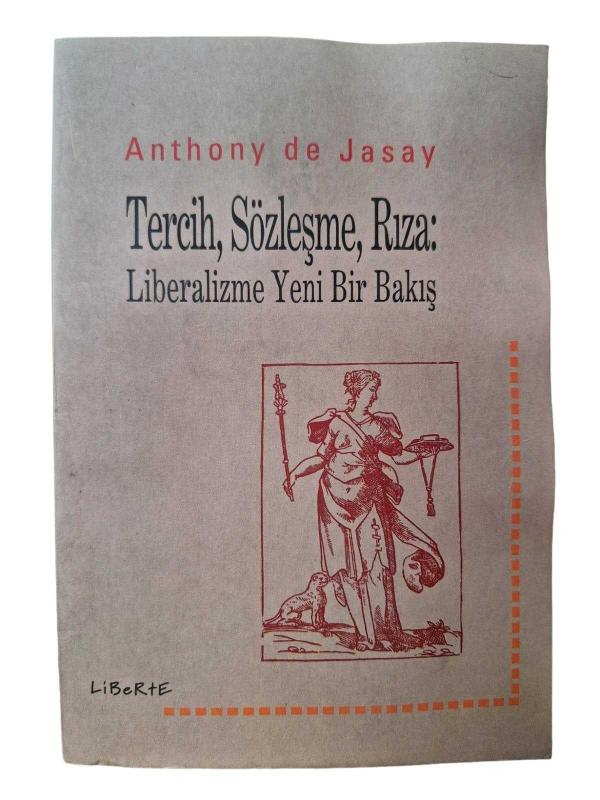 Anthony de Jasay
Tercih, Sözleşme, Rıza:
Liberalizme Yeni Bir Bakış
LiBeRtE